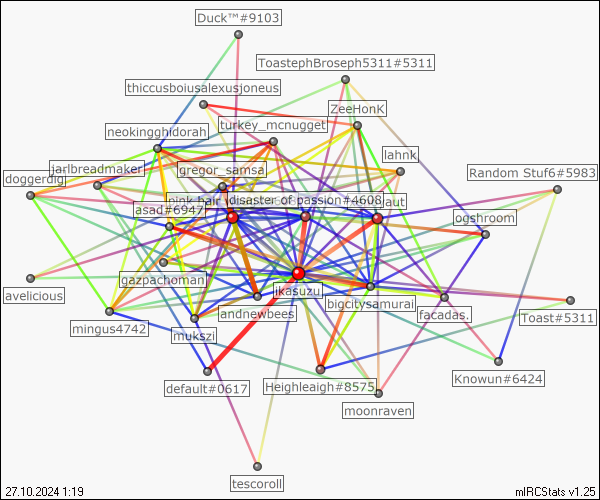 Duck™#9103
ToastephBroseph5311#5311
thiccusboiusalexusjoneus
ZeeHonK
turkey_mcnugget
neokingghidorah
lahnk
jarlbreadmaker
gregor_samsa
Random Stuf6#5983
doggerdig
pink hair
disaster of passion#4608
aut
asad#6947
ogshroom
gazpachoman
ikasuzu
avelicious
bigcitysamurai
andrewbees
facadas.
Toast#5311
mingus4742
mukszi
default#0617
Heighleaigh#8575
Knowun#6424
moonraven
tescoroll
27.10.2024 1:19
mIRCStats v1.25